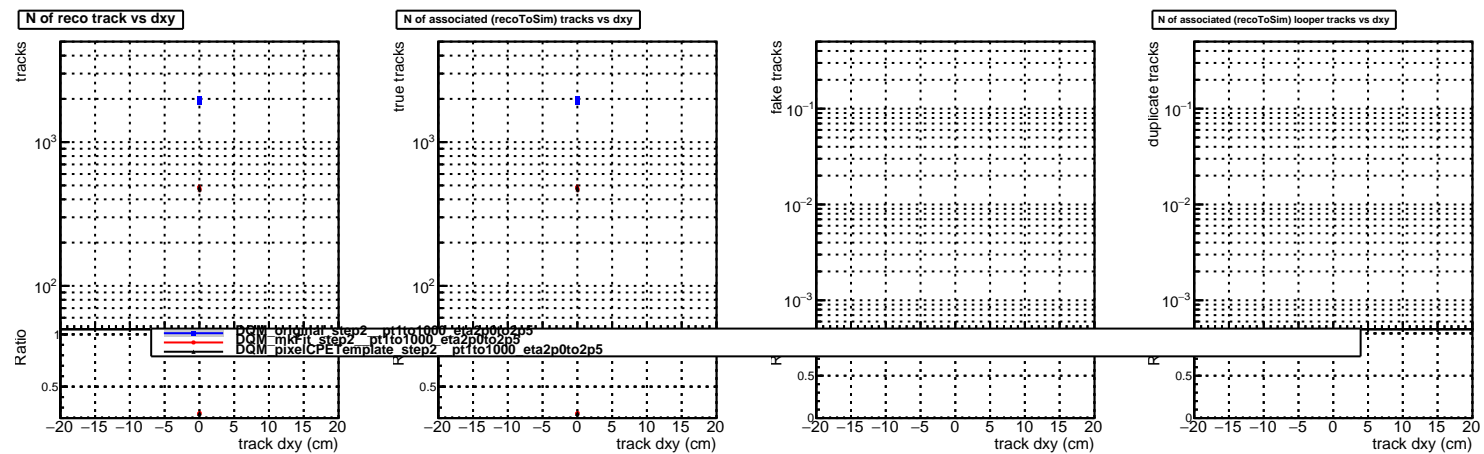 N of reco track vs dxy
N of associated (recoToSim) tracks vs dxy
N of associated (recoToSim) looper tracks vs dxy
tracks
10³
10²
true tracks
10³
10²
fake tracks
10⁻¹
10⁻²
10⁻³
duplicate tracks
10⁻¹
10⁻²
10⁻³
DQM_original_step2__pt1to1000_eta2p0to2p5
DQM_mkFit_step2__pt1to1000_eta2p0to2p5
DQM_pixelCPETemplate_step2__pt1to1000_eta2p0to2p5
Ratio
1
0.5
0.5
0.5
0
0.5
0
−20 −15 −10 −5 0 5 10 15 20
track dxy (cm)
−20 −15 −10 −5 0 5 10 15 20
track dxy (cm)
−20 −15 −10 −5 0 5 10 15 20
track dxy (cm)
−20 −15 −10 −5 0 5 10 15 20
track dxy (cm)